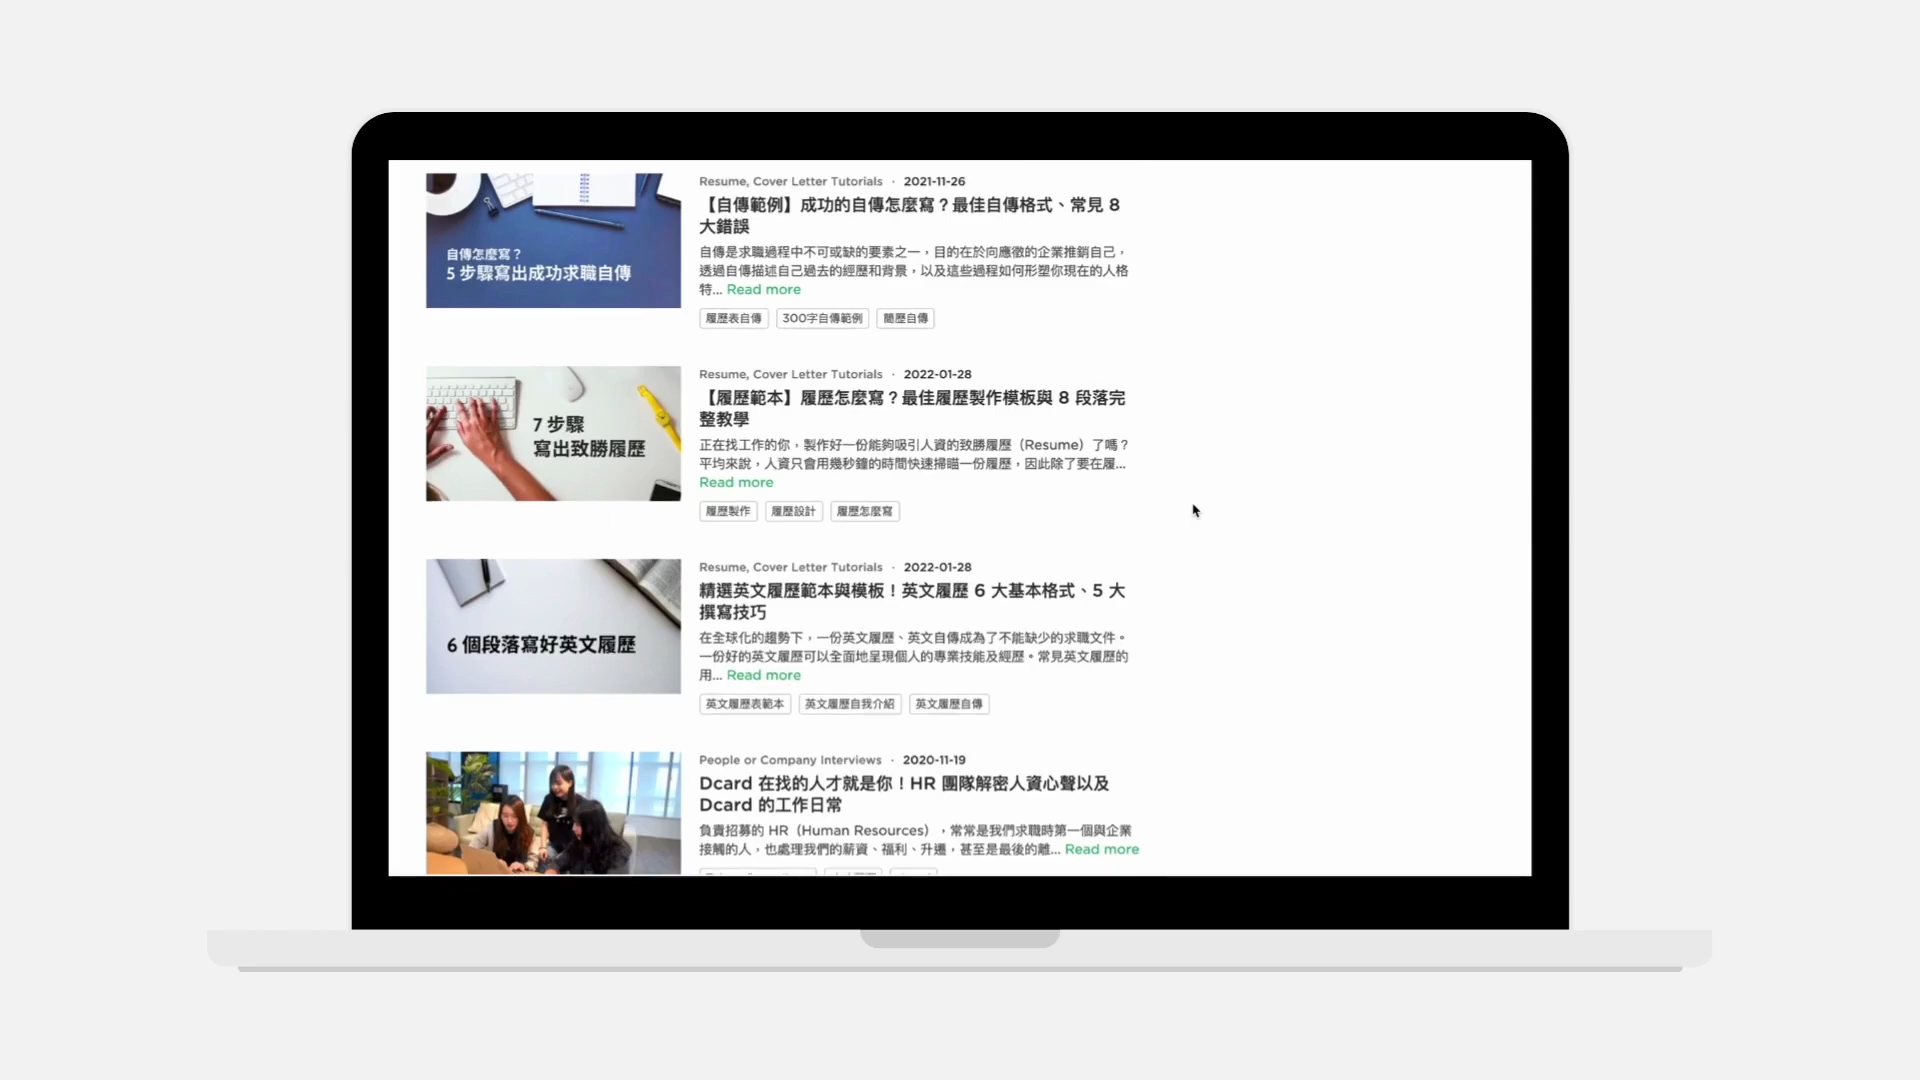 Resume, Cover Letter Tutorials · 2021-11-26
【自傳範例】成功的自傳怎麼寫？最佳自傳格式、常見 8
大錯誤
自傳是求職過程中不可或缺的要素之一，目的在於向應徵的企業推銷自己，
透過自傳描述自己過去的經歷和背景，以及這些過程如何形塑你現在的人格
特... Read more
履歷表自傳 300字自傳範例 簡歷自傳
自傳怎麼寫？
5 步驟寫出成功求職自傳
Resume, Cover Letter Tutorials · 2022-01-28
【履歷範本】履歷怎麼寫？最佳履歷製作模板與 8 段落完
整教學
正在找工作的你，製作好一份能夠吸引人資的致勝履歷（Resume）了嗎？
平均來說，人資只會用幾秒鐘的時間快速掃瞄一份履歷，因此除了要在履...
Read more
履歷製作 履歷設計 履歷怎麼寫
7 步驟
寫出致勝履歷
Resume, Cover Letter Tutorials · 2022-01-28
精選英文履歷範本與模板！英文履歷 6 大基本格式、5 大
撰寫技巧
在全球化的趨勢下，一份英文履歷、英文自傳成為了不能缺少的求職文件。
一份好的英文履歷可以全面地呈現個人的專業技能及經歷。常見英文履歷的
用... Read more
英文履歷表範本 英文履歷自我介紹 英文履歷自傳
6 個段落寫好英文履歷
People or Company Interviews · 2020-11-19
Dcard 在找的人才就是你！HR 團隊解密人資心聲以及
Dcard 的工作日常
負責招募的 HR（Human Resources），常常是我們求職時第一個與企業
接觸的人，也處理我們的薪資、福利、升遷，甚至是最後的離... Read more